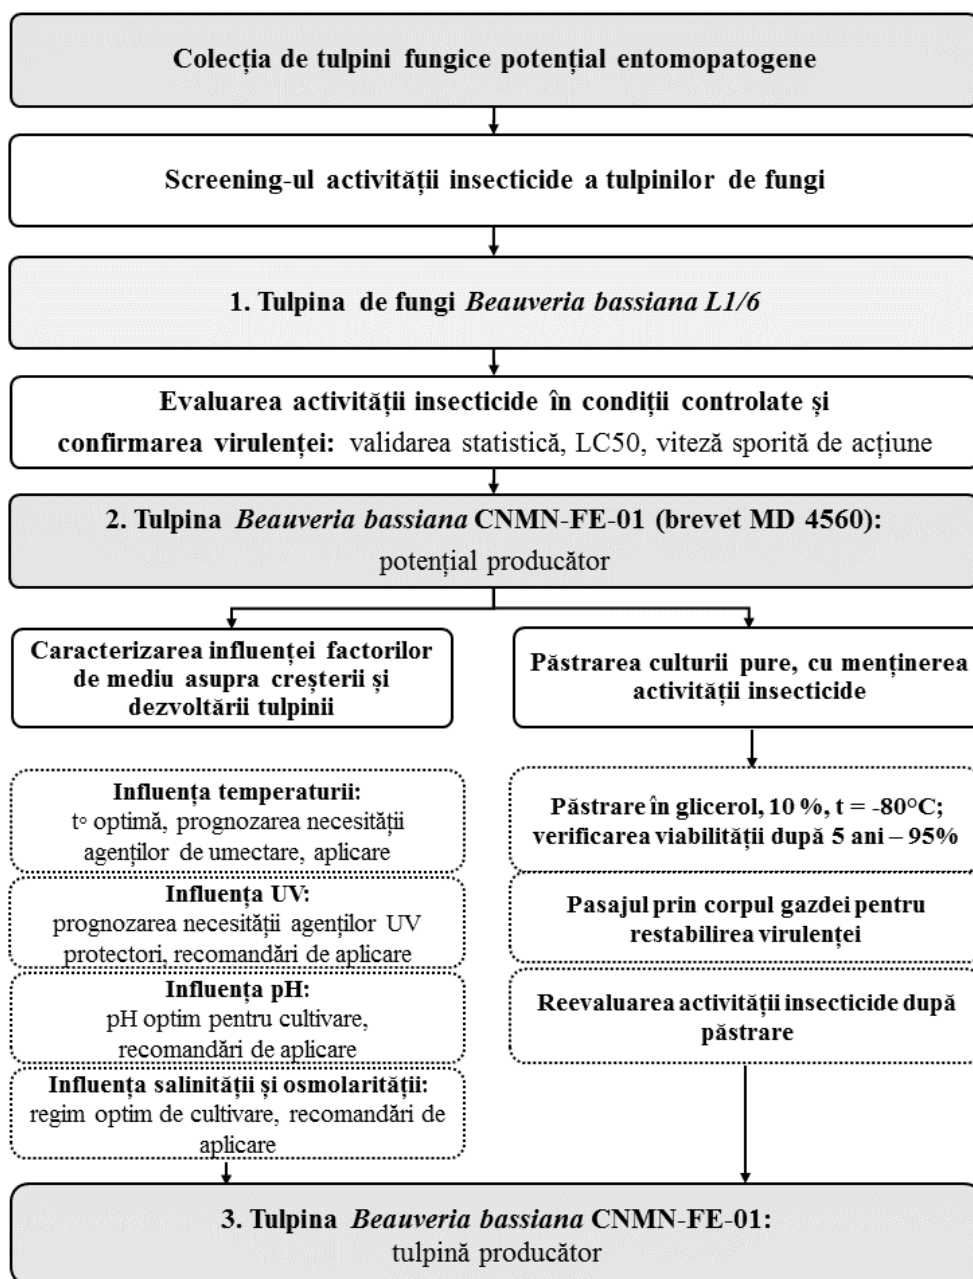 Colecția de tulpini fungice potențial entomopatogene
Screening-ul activității insecticide a tulpinilor de fungi
1. Tulpina de fungi Beauveria bassiana L1/6
Evaluarea activității insecticide în condiții controlate și
confirmarea virulenței: validarea statistică, LC50, viteză sporită de acțiune
2. Tulpina Beauveria bassiana CNMN-FE-01 (brevet MD 4560):
potențial producător
Caracterizarea influenței factorilor
de mediu asupra creșterii și
dezvoltării tulpinii
Influența temperaturii:
t° optimă, prognozarea necesității
agenților de umectare, aplicare
Influența UV:
prognozarea necesității agenților UV
protectori, recomandări de aplicare
Influența pH:
pH optim pentru cultivare,
recomandări de aplicare
Influența salinității și osmolarității:
regim optim de cultivare, recomandări de
aplicare
Păstrarea culturii pure, cu menținerea
activității insecticide
Păstrare în glicerol, 10 %, t = -80°C;
verificarea viabilității după 5 ani – 95%
Pasajul prin corpul gazdei pentru
restabilirea virulenței
Reevaluarea activității insecticide după
păstrare
3. Tulpina Beauveria bassiana CNMN-FE-01:
tulpină producător